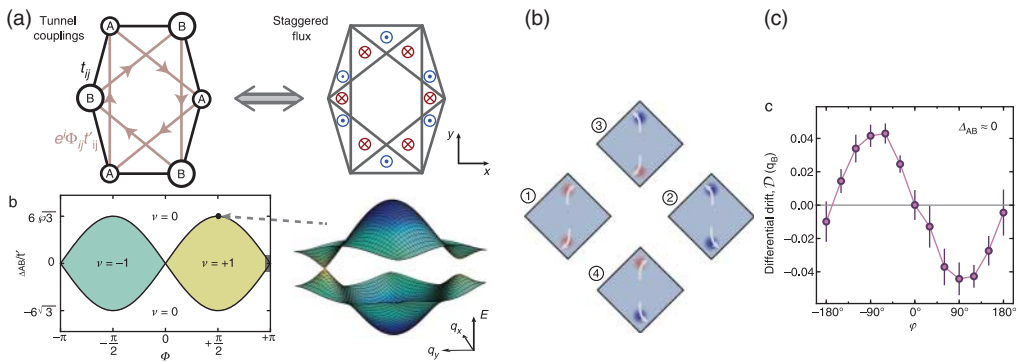 (a)
Tunnel
couplings
Staggered
flux
A
B
t_ij
B
A
e^iΦ_ij t'_ij
A
B
y
x
b
6√3
Δ_AB/t'
0
−6√3
ν = 0
ν = −1
ν = +1
ν = 0
−π
−π/2
0
+π/2
+π
Φ
E
q_x
q_y
(b)
3
1
2
4
(c)
c
Δ_AB ≈ 0
Differential drift, 𝒟 (q_B)
0.04
0.02
0.00
−0.02
−0.04
−180°
−90°
0°
90°
180°
φ